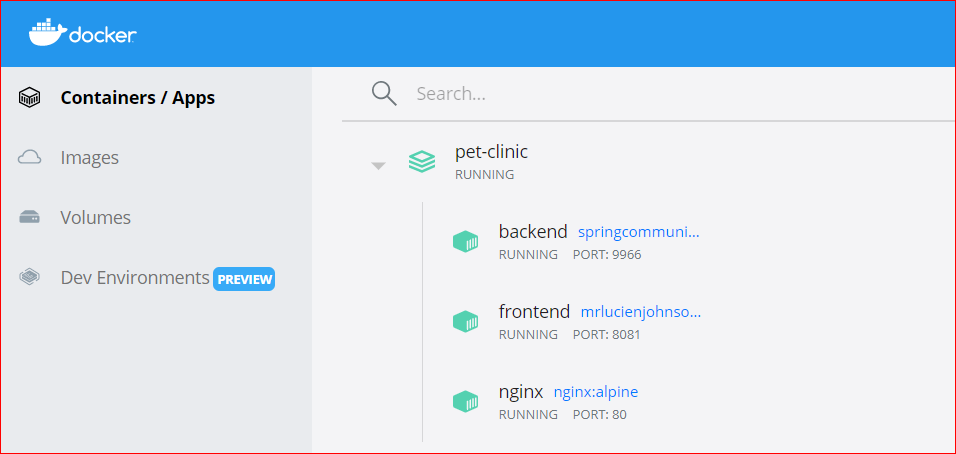 docker
Containers / Apps
Images
Volumes
Dev Environments PREVIEW
Search...
pet-clinic
RUNNING
backend springcommuni...
RUNNING PORT: 9966
frontend mrlucienjohnso...
RUNNING PORT: 8081
nginx nginx:alpine
RUNNING PORT: 80